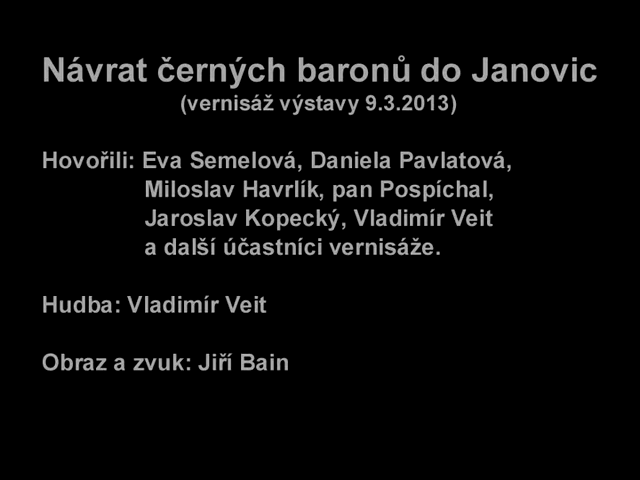 Návrat černých baronů do Janovic
(vernisáž výstavy 9.3.2013)
Hovořili: Eva Semelová, Daniela Pavlatová,
Miloslav Havrlík, pan Pospíchal,
Jaroslav Kopecký, Vladimír Veit
a další účastníci vernisáže.
Hudba: Vladimír Veit
Obraz a zvuk: Jiří Bain